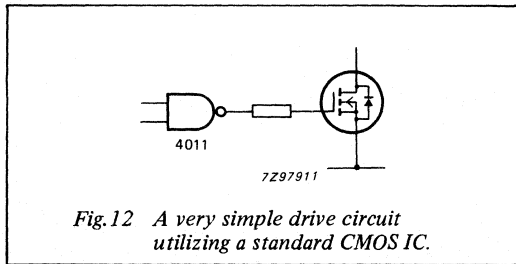 4011
7Z97911
Fig.12 A very simple drive circuit
utilizing a standard CMOS IC.